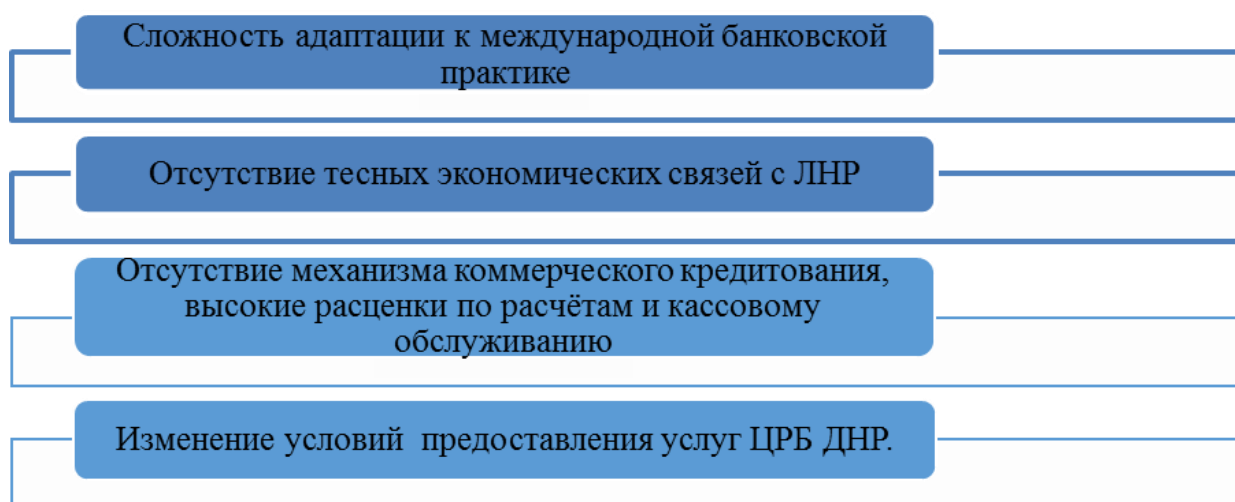 Сложность адаптации к международной банковской
практике
Отсутствие тесных экономических связей с ЛНР
Отсутствие механизма коммерческого кредитования,
высокие расценки по расчётам и кассовому
обслуживанию
Изменение условий предоставления услуг ЦРБ ДНР.